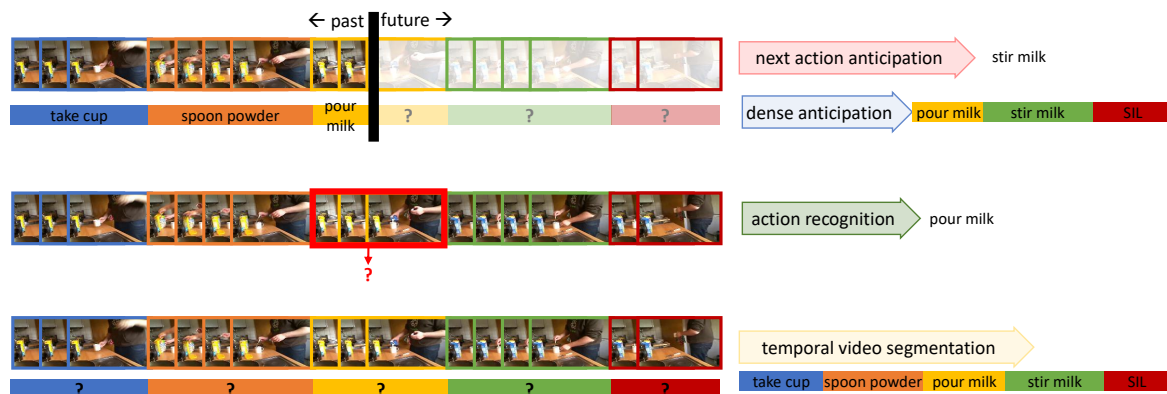 ← past future →
take cup spoon powder pour milk ? ? ?
next action anticipation stir milk
dense anticipation pour milk stir milk SIL
?
action recognition pour milk
? ? ? ? ?
temporal video segmentation
take cup spoon powder pour milk stir milk SIL